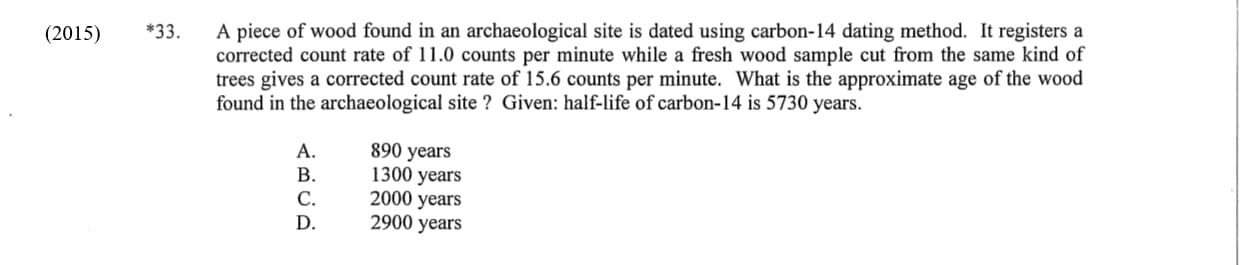 (2015) *33. A piece of wood found in an archaeological site is dated using carbon-14 dating method. It registers a
corrected count rate of 11.0 counts per minute while a fresh wood sample cut from the same kind of
trees gives a corrected count rate of 15.6 counts per minute. What is the approximate age of the wood
found in the archaeological site ? Given: half-life of carbon-14 is 5730 years.
A. 890 years
B. 1300 years
C. 2000 years
D. 2900 years